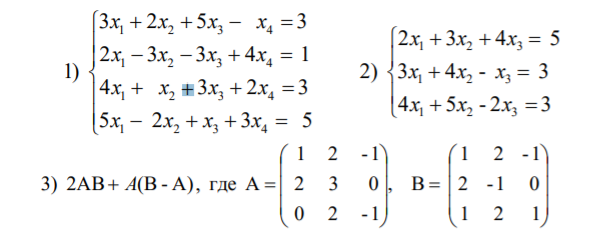 1) { 3x₁ + 2x₂ + 5x₃ − x₄ = 3
2x₁ − 3x₂ − 3x₃ + 4x₄ = 1
4x₁ + x₂ + 3x₃ + 2x₄ = 3
5x₁ − 2x₂ + x₃ + 3x₄ = 5
2) { 2x₁ + 3x₂ + 4x₃ = 5
3x₁ + 4x₂ - x₃ = 3
4x₁ + 5x₂ - 2x₃ = 3
3) 2AB + A(B - A), где A = ( 1 2 -1
2 3 0
0 2 -1 ), B = ( 1 2 -1
2 -1 0
1 2 1 )